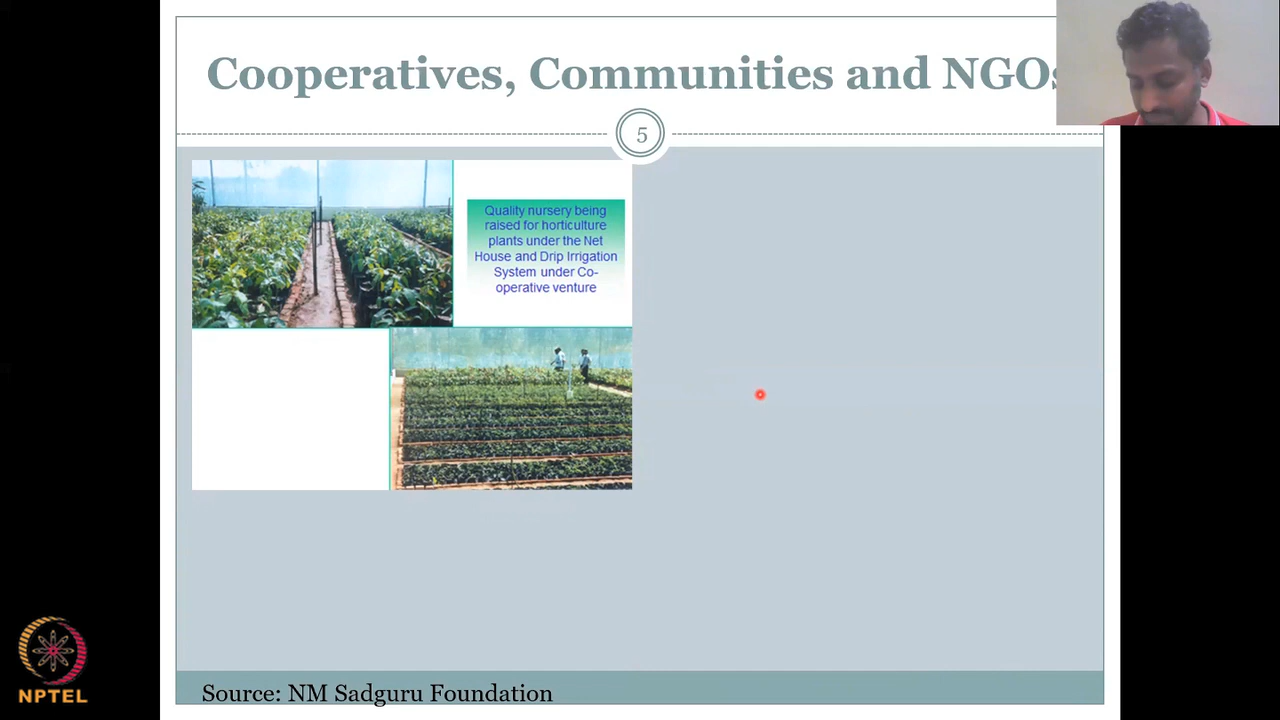 Cooperatives, Communities and NGOs
5
Quality nursery being
raised for horticulture
plants under the Net
House and Drip Irrigation
System under Co-
operative venture
NPTEL
Source: NM Sadguru Foundation